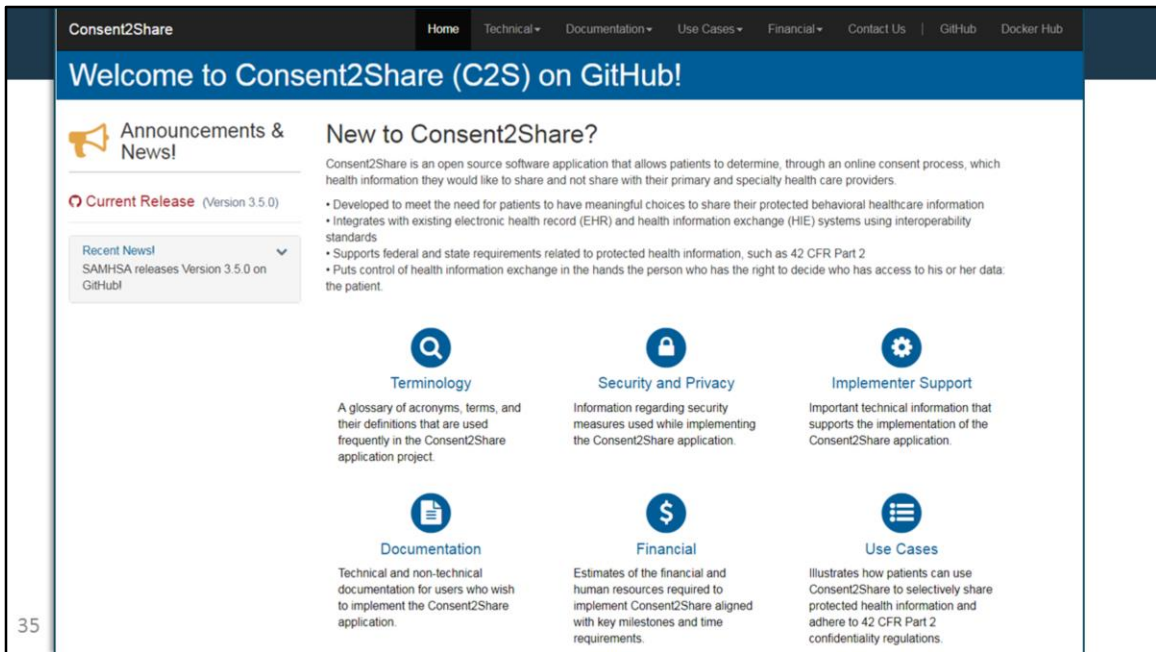 Consent2Share
Home Technical Documentation Use Cases Financial Contact Us | GitHub Docker Hub
Welcome to Consent2Share (C2S) on GitHub!
Announcements &
News!
Current Release (Version 3.5.0)
Recent News!
SAMHSA releases Version 3.5.0 on
GitHub!
New to Consent2Share?
Consent2Share is an open source software application that allows patients to determine, through an online consent process, which
health information they would like to share and not share with their primary and specialty health care providers.
• Developed to meet the need for patients to have meaningful choices to share their protected behavioral healthcare information
• Integrates with existing electronic health record (EHR) and health information exchange (HIE) systems using interoperability
standards
• Supports federal and state requirements related to protected health information, such as 42 CFR Part 2
• Puts control of health information exchange in the hands the person who has the right to decide who has access to his or her data:
the patient.
Terminology
A glossary of acronyms, terms, and
their definitions that are used
frequently in the Consent2Share
application project.
Security and Privacy
Information regarding security
measures used while implementing
the Consent2Share application.
Implementer Support
Important technical information that
supports the implementation of the
Consent2Share application.
Documentation
Technical and non-technical
documentation for users who wish
to implement the Consent2Share
application.
Financial
Estimates of the financial and
human resources required to
implement Consent2Share aligned
with key milestones and time
requirements.
Use Cases
Illustrates how patients can use
Consent2Share to selectively share
protected health information and
adhere to 42 CFR Part 2
confidentiality regulations.
35